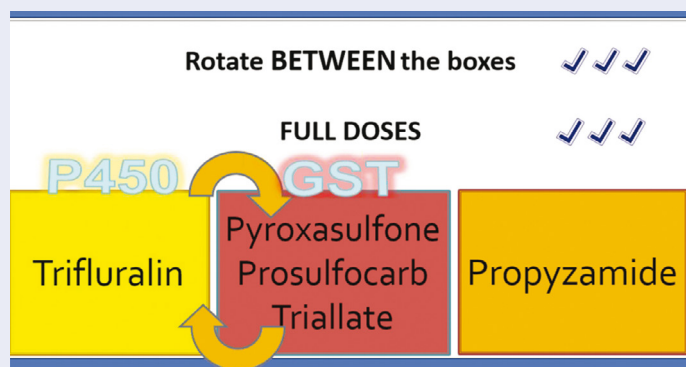 Rotate BETWEEN the boxes
FULL DOSES
P450
GST
Trifluralin
Pyroxasulfone
Prosulfocarb
Triallate
Propyzamide